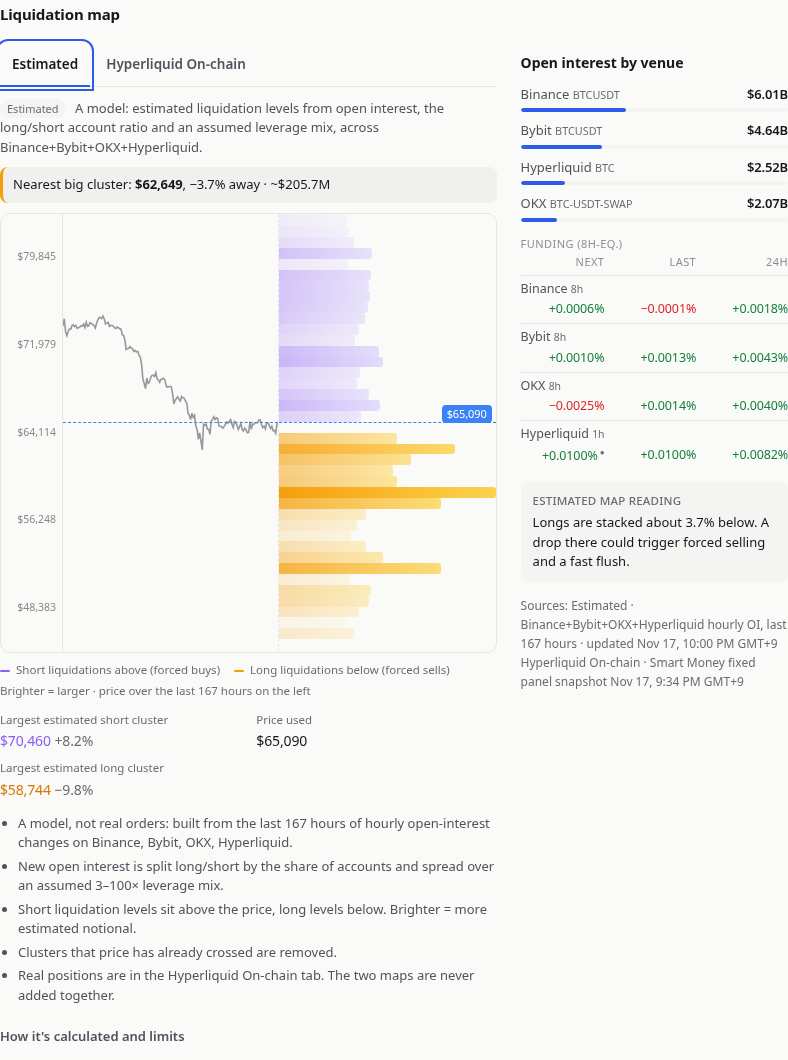 Liquidation map
Estimated
Hyperliquid On-chain
Estimated A model: estimated liquidation levels from open interest, the
long/short account ratio and an assumed leverage mix, across
Binance+Bybit+OKX+Hyperliquid.
Nearest big cluster: $62,649, −3.7% away · ~$205.7M
$79,845
$71,979
$64,114
$56,248
$48,383
$65,090
Short liquidations above (forced buys)
Long liquidations below (forced sells)
Brighter = larger · price over the last 167 hours on the left
Largest estimated short cluster
$70,460 +8.2%
Price used
$65,090
Largest estimated long cluster
$58,744 −9.8%
• A model, not real orders: built from the last 167 hours of hourly open-interest
changes on Binance, Bybit, OKX, Hyperliquid.
• New open interest is split long/short by the share of accounts and spread over
an assumed 3–100× leverage mix.
• Short liquidation levels sit above the price, long levels below. Brighter = more
estimated notional.
• Clusters that price has already crossed are removed.
• Real positions are in the Hyperliquid On-chain tab. The two maps are never
added together.
How it's calculated and limits
Open interest by venue
Binance BTCUSDT $6.01B
Bybit BTCUSDT $4.64B
Hyperliquid BTC $2.52B
OKX BTC-USDT-SWAP $2.07B
FUNDING (8H-EQ.)
NEXT LAST 24H
Binance 8h
+0.0006% −0.0001% +0.0018%
Bybit 8h
+0.0010% +0.0013% +0.0043%
OKX 8h
−0.0025% +0.0014% +0.0040%
Hyperliquid 1h
+0.0100%* +0.0100% +0.0082%
ESTIMATED MAP READING
Longs are stacked about 3.7% below. A
drop there could trigger forced selling
and a fast flush.
Sources: Estimated ·
Binance+Bybit+OKX+Hyperliquid hourly OI, last
167 hours · updated Nov 17, 10:00 PM GMT+9
Hyperliquid On-chain · Smart Money fixed
panel snapshot Nov 17, 9:34 PM GMT+9